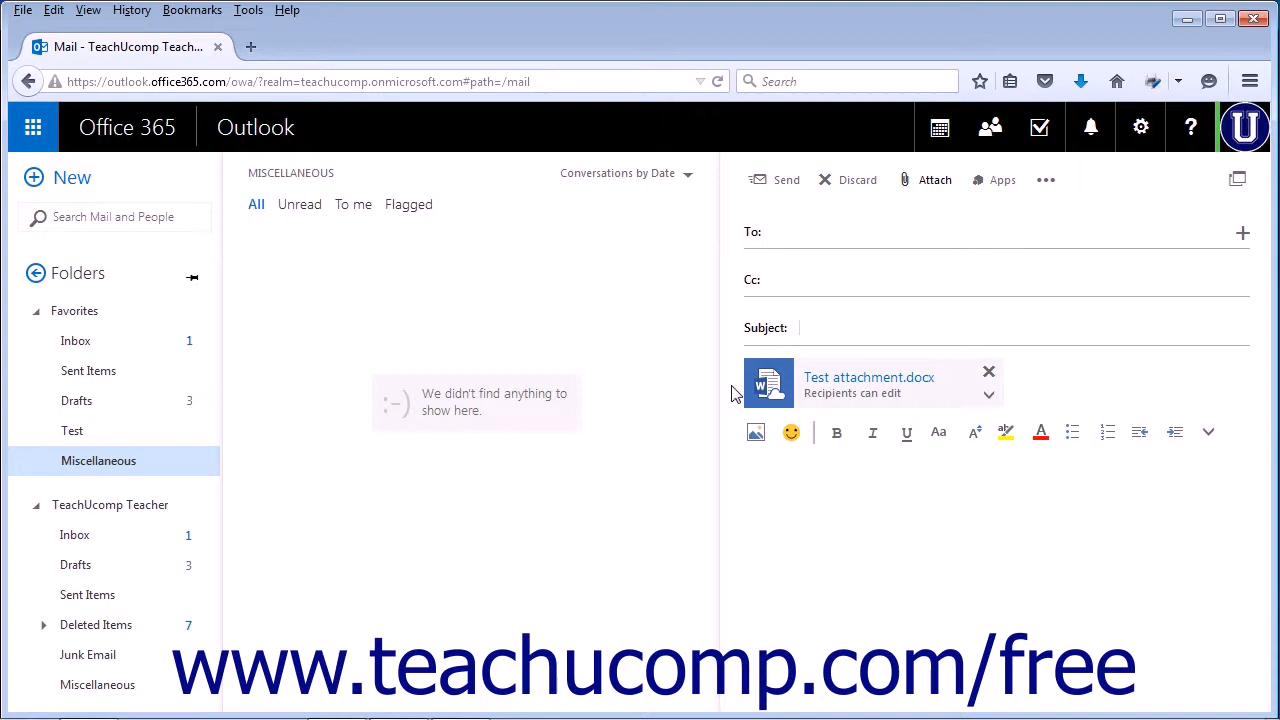 File Edit View History Bookmarks Tools Help
Mail - TeachUcomp Teach...
https://outlook.office365.com/owa/?realm=teachucomp.onmicrosoft.com#path=/mail
Search
Office 365
Outlook
?
U
New
Search Mail and People
Folders
Favorites
Inbox 1
Sent Items
Drafts 3
Test
Miscellaneous
TeachUcomp Teacher
Inbox 1
Drafts 3
Sent Items
Deleted Items 7
Junk Email
Miscellaneous
MISCELLANEOUS
Conversations by Date
All Unread To me Flagged
:-)
We didn't find anything to
show here.
Send Discard Attach Apps •••
To:
Cc:
Subject:
W
Test attachment.docx
Recipients can edit
B I U Aa A aby A
www.teachucomp.com/free